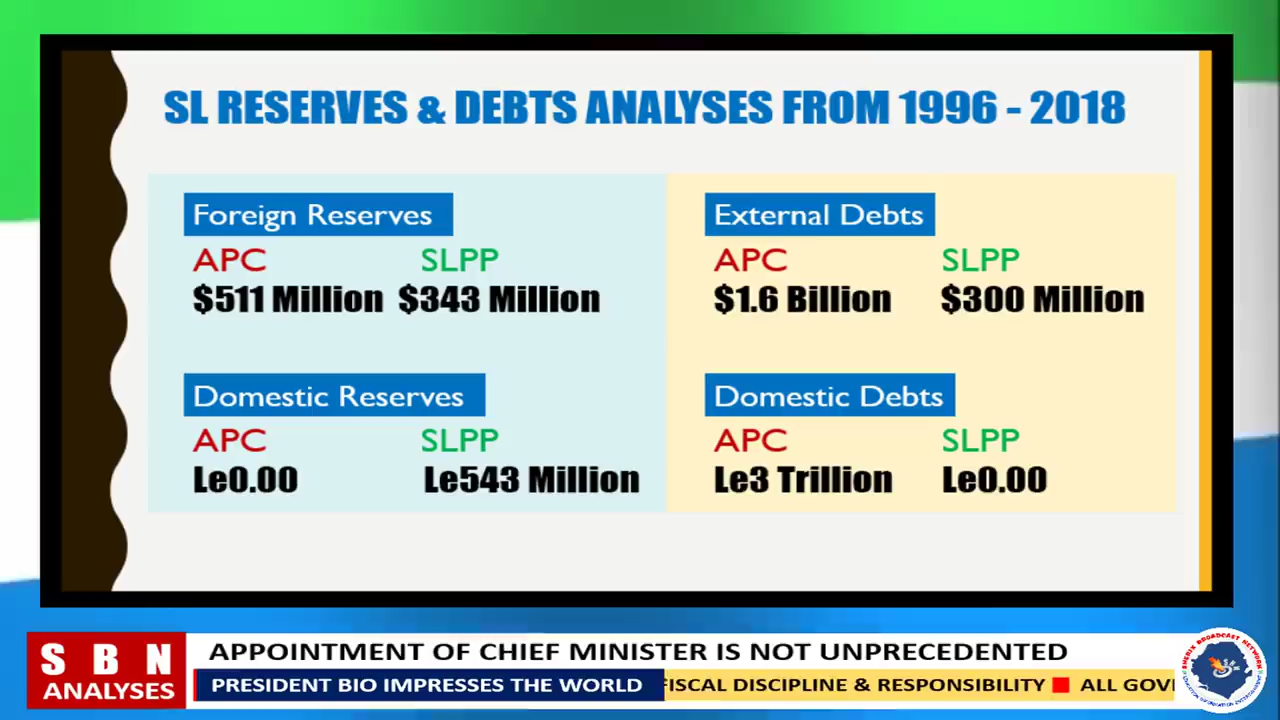 SL RESERVES & DEBTS ANALYSES FROM 1996 - 2018
Foreign Reserves
APC SLPP
$511 Million $343 Million
Domestic Reserves
APC SLPP
Le0.00 Le543 Million
External Debts
APC SLPP
$1.6 Billion $300 Million
Domestic Debts
APC SLPP
Le3 Trillion Le0.00
SBN
ANALYSES
APPOINTMENT OF CHIEF MINISTER IS NOT UNPRECEDENTED
PRESIDENT BIO IMPRESSES THE WORLD
FISCAL DISCIPLINE & RESPONSIBILITY ALL GOV